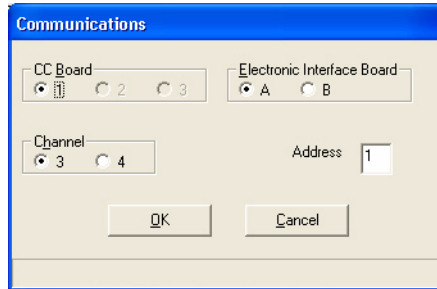 Communications
CC Board Electronic Interface Board
1 2 3 A B
Channel
3 4 Address 1
OK Cancel